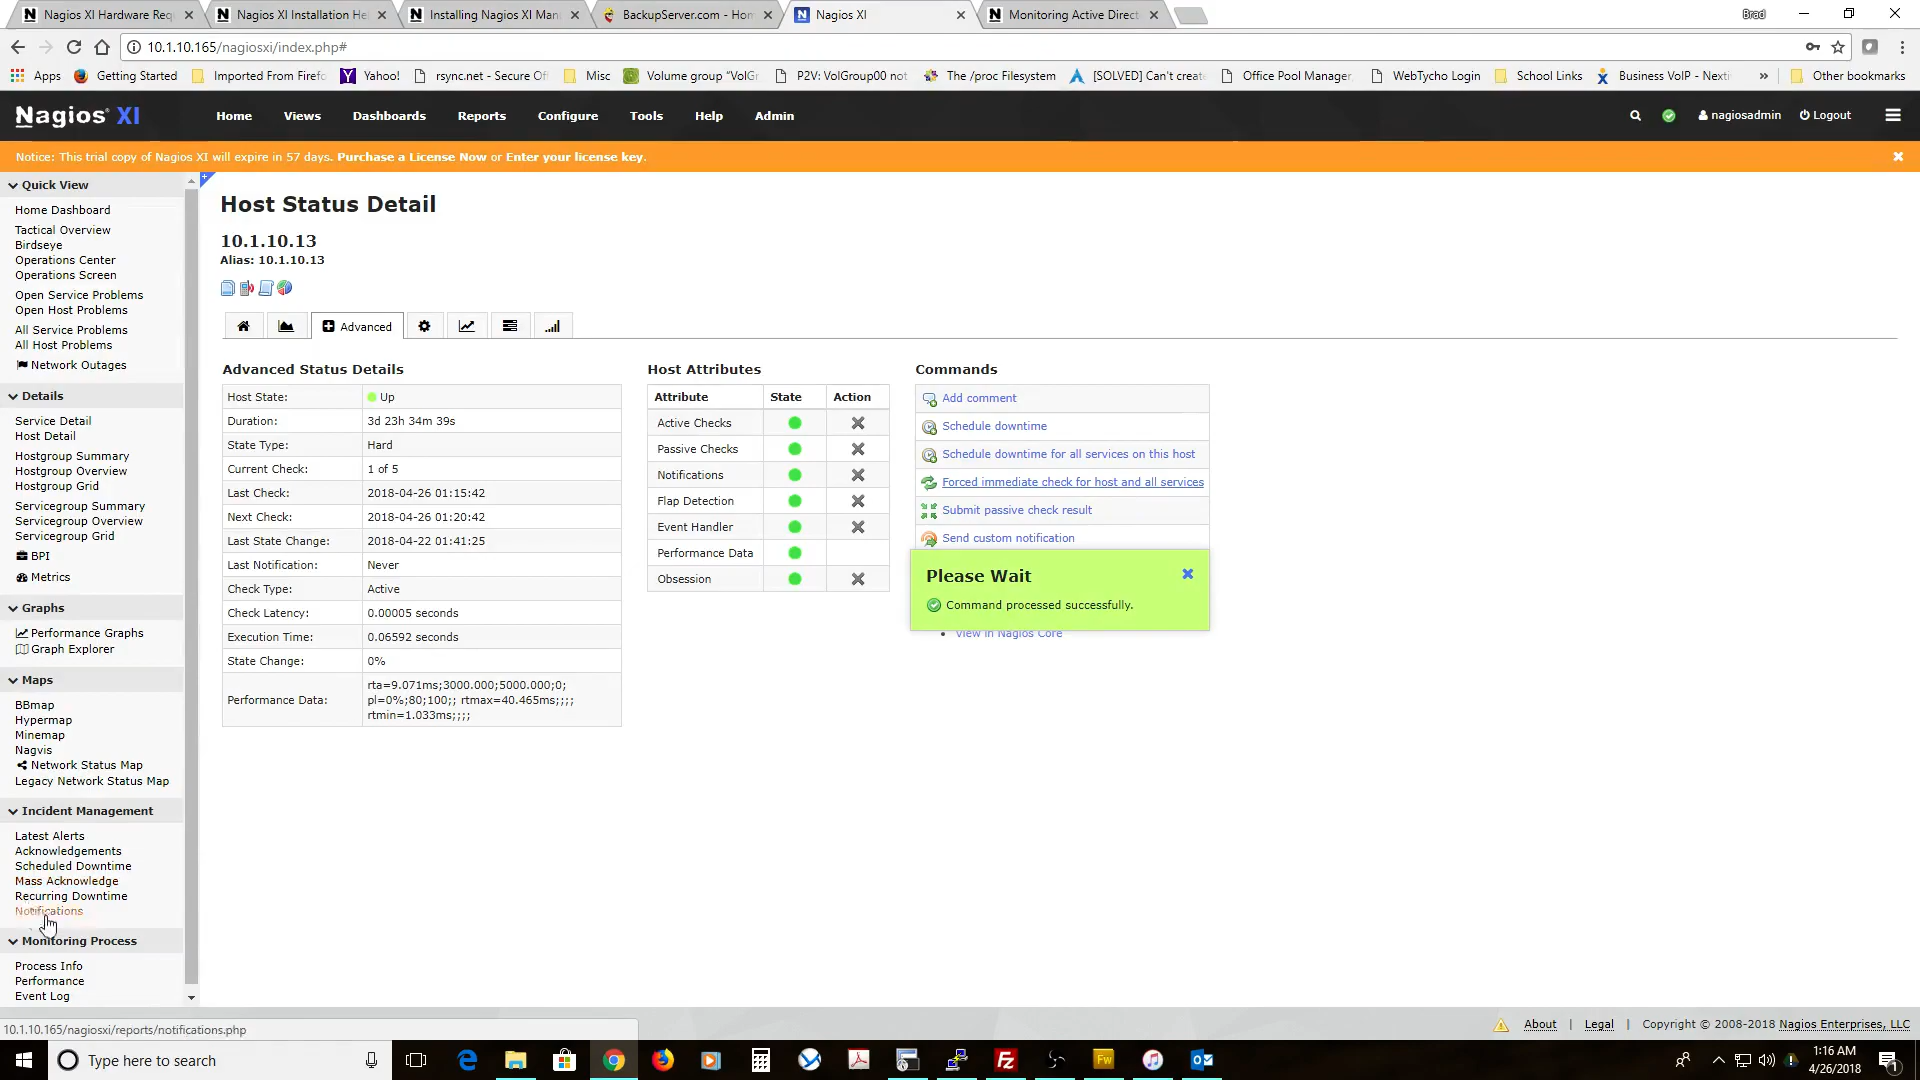 Nagios XI Hardware Req
Nagios XI Installation He
Installing Nagios XI Man
BackupServer.com - Hom
Nagios XI
Monitoring Active Direct
Brad
10.1.10.165/nagiosxi/index.php#
Apps
Getting Started
Imported From Firefo
Yahoo!
rsync.net - Secure Of
Misc
Volume group "VolGr
P2V: VolGroup00 not
The /proc Filesystem
[SOLVED] Can't create
Office Pool Manager
WebTycho Login
School Links
Business VoIP - Nexti
»
Other bookmarks
Nagios® XI
Home
Views
Dashboards
Reports
Configure
Tools
Help
Admin
nagiosadmin
Logout
Notice: This trial copy of Nagios XI will expire in 57 days. Purchase a License Now or Enter your license key.
Quick View
Home Dashboard
Tactical Overview
Birdseye
Operations Center
Operations Screen
Open Service Problems
Open Host Problems
All Service Problems
All Host Problems
Network Outages
Details
Service Detail
Host Detail
Hostgroup Summary
Hostgroup Overview
Hostgroup Grid
Servicegroup Summary
Servicegroup Overview
Servicegroup Grid
BPI
Metrics
Graphs
Performance Graphs
Graph Explorer
Maps
BBmap
Hypermap
Minemap
Nagvis
Network Status Map
Legacy Network Status Map
Incident Management
Latest Alerts
Acknowledgements
Scheduled Downtime
Mass Acknowledge
Recurring Downtime
Notifications
Monitoring Process
Process Info
Performance
Event Log
Host Status Detail
10.1.10.13
Alias: 10.1.10.13
Advanced
Advanced Status Details
Host State: Up
Duration: 3d 23h 34m 39s
State Type: Hard
Current Check: 1 of 5
Last Check: 2018-04-26 01:15:42
Next Check: 2018-04-26 01:20:42
Last State Change: 2018-04-22 01:41:25
Last Notification: Never
Check Type: Active
Check Latency: 0.00005 seconds
Execution Time: 0.06592 seconds
State Change: 0%
Performance Data: rta=9.071ms;3000.000;5000.000;0;
pl=0%;80;100;; rtmax=40.465ms;;;;
rtmin=1.033ms;;;;
Host Attributes
Attribute State Action
Active Checks
Passive Checks
Notifications
Flap Detection
Event Handler
Performance Data
Obsession
Commands
Add comment
Schedule downtime
Schedule downtime for all services on this host
Forced immediate check for host and all services
Submit passive check result
Send custom notification
Please Wait
Command processed successfully.
View in Nagios Core
10.1.10.165/nagiosxi/reports/notifications.php
About | Legal | Copyright © 2008-2018 Nagios Enterprises, LLC
Type here to search
Fw
1:16 AM
4/26/2018
1